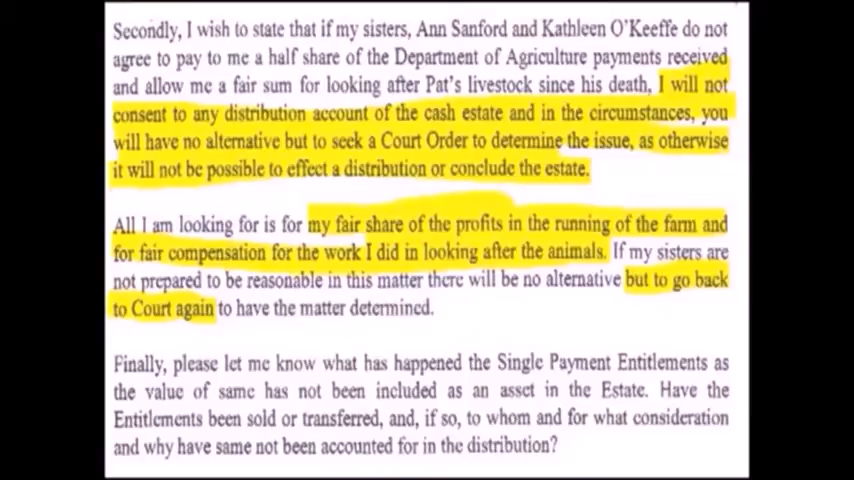 Secondly, I wish to state that if my sisters, Ann Sanford and Kathleen O'Keeffe do not
agree to pay to me a half share of the Department of Agriculture payments received
and allow me a fair sum for looking after Pat's livestock since his death, I will not
consent to any distribution account of the cash estate and in the circumstances, you
will have no alternative but to seek a Court Order to determine the issue, as otherwise
it will not be possible to effect a distribution or conclude the estate.
All I am looking for is for my fair share of the profits in the running of the farm and
for fair compensation for the work I did in looking after the animals. If my sisters are
not prepared to be reasonable in this matter there will be no alternative but to go back
to Court again to have the matter determined.
Finally, please let me know what has happened the Single Payment Entitlements as
the value of same has not been included as an asset in the Estate. Have the
Entitlements been sold or transferred, and, if so, to whom and for what consideration
and why have same not been accounted for in the distribution?